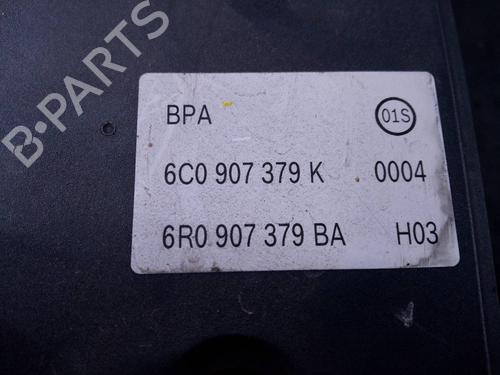 B-PARTS
BPA 01S
6C0 907 379 K 0004
6R0 907 379 BA H03